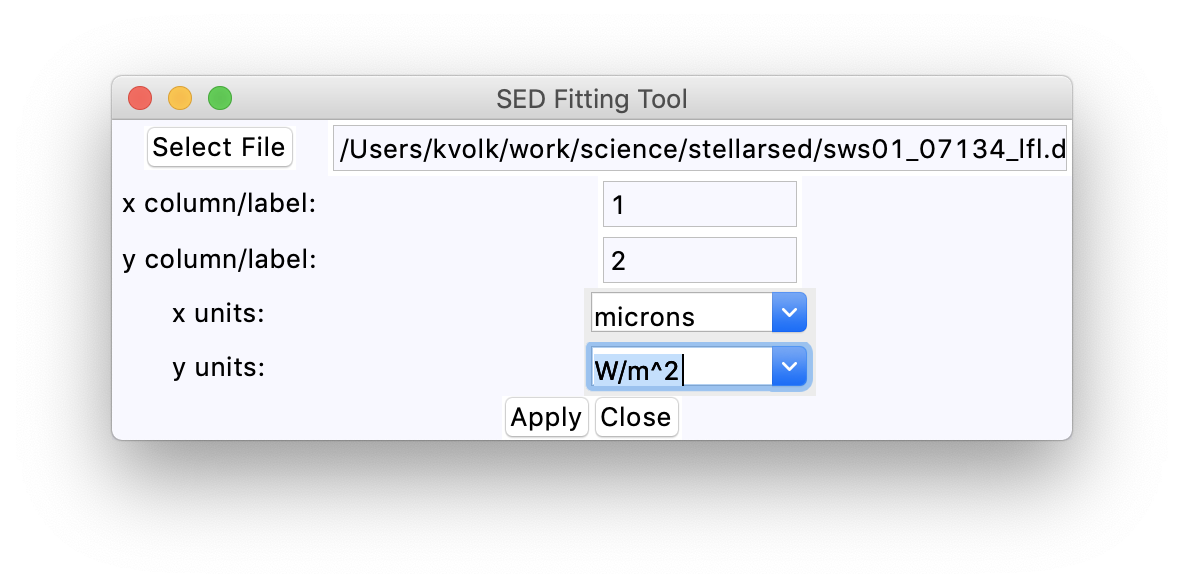 SED Fitting Tool
Select File /Users/kvolk/work/science/stellarsed/sws01_07134_lfl.d
x column/label: 1
y column/label: 2
x units: microns
y units: W/m^2
Apply Close